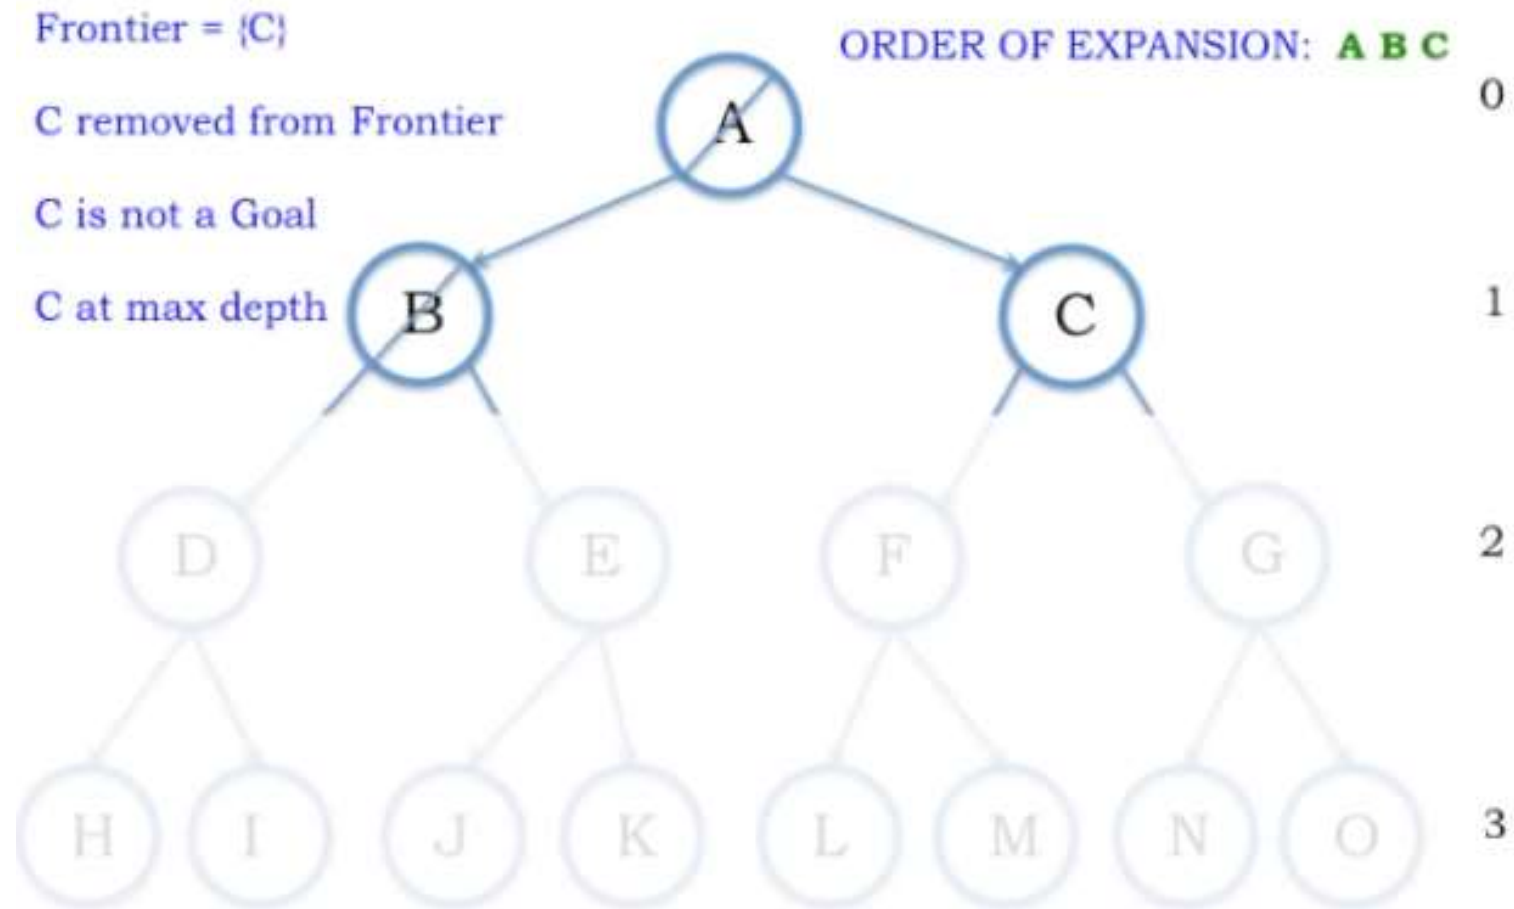 Frontier = {C}
ORDER OF EXPANSION: A B C
0
C removed from Frontier
A
C is not a Goal
C at max depth
B
C
1
D
E
F
G
2
H
I
J
K
L
M
N
O
3